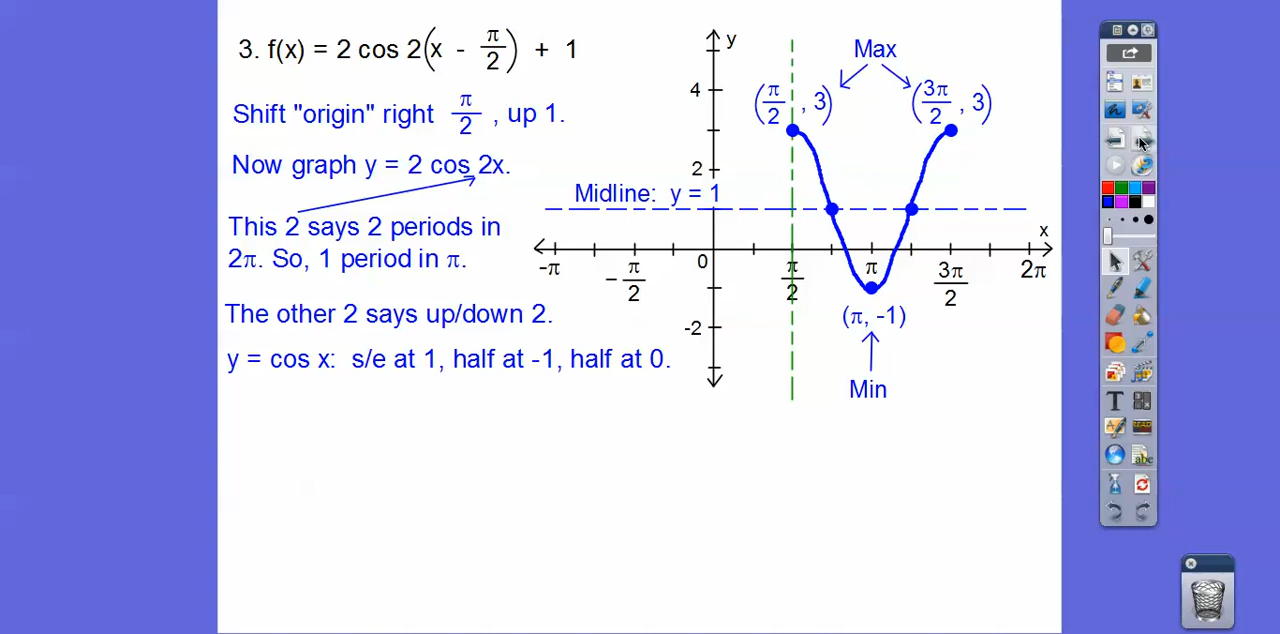 3. f(x) = 2 cos 2(x - π/2) + 1
Shift "origin" right π/2 , up 1.
Now graph y = 2 cos 2x.
This 2 says 2 periods in
2π. So, 1 period in π.
The other 2 says up/down 2.
y = cos x: s/e at 1, half at -1, half at 0.
y
Max
4
(π/2 , 3)
(3π/2 , 3)
2
Midline: y = 1
x
-π
-π/2
0
π/2
π
3π/2
2π
(π, -1)
-2
Min
T
abc